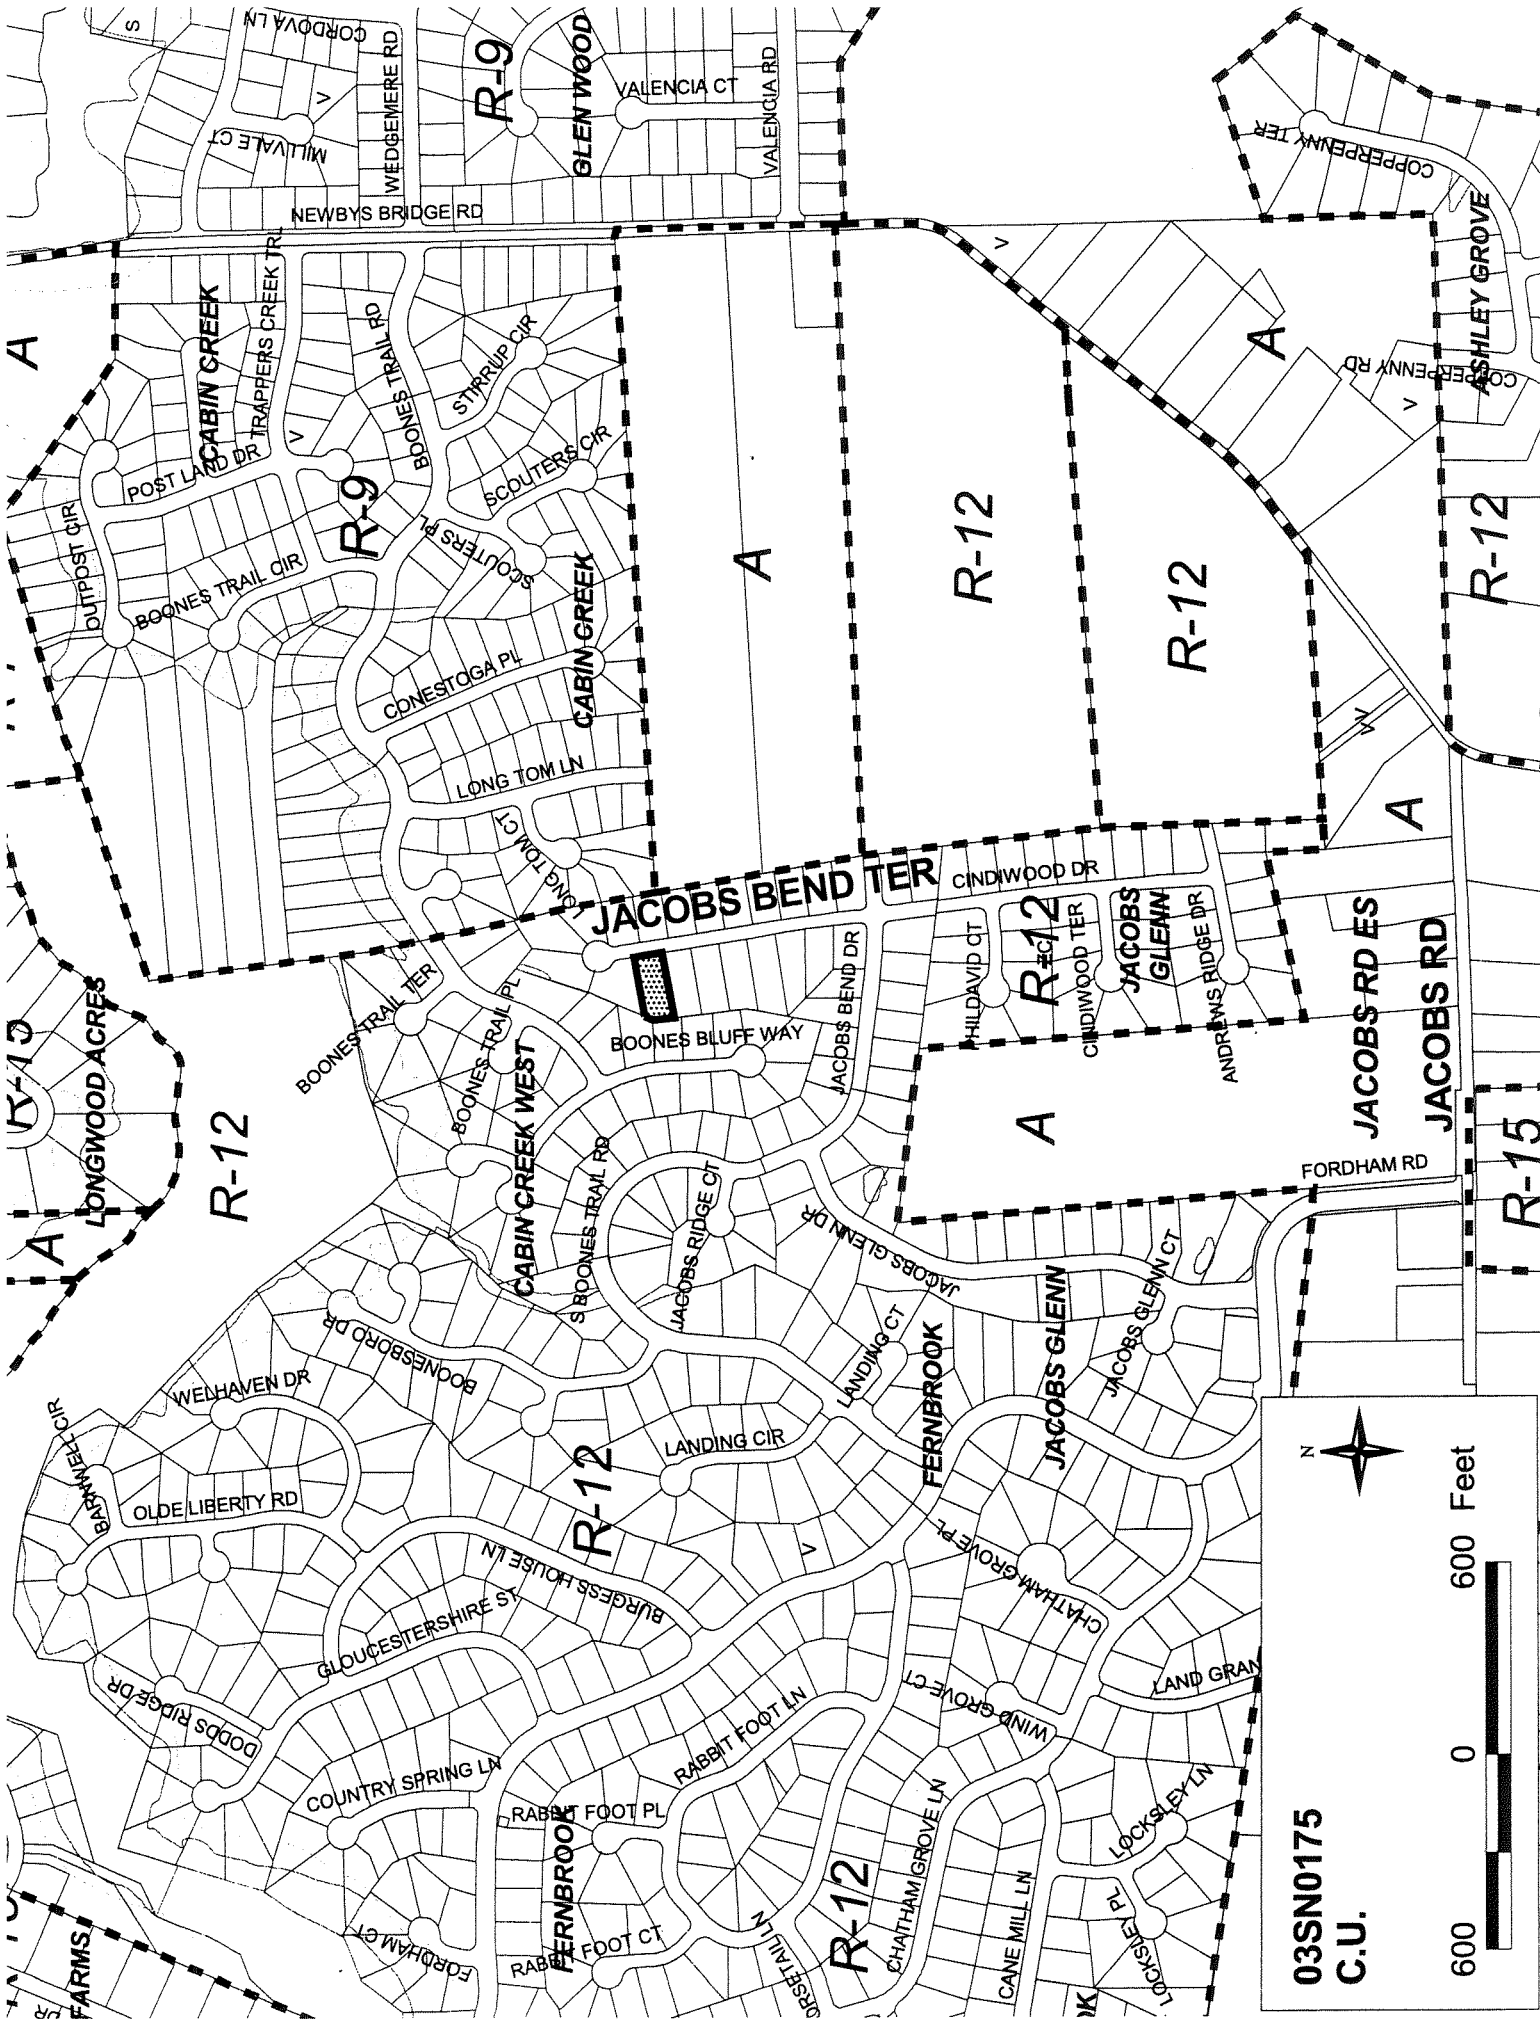 S
CORDOVA LN
MILLVALE CT
V
WEDGEMERE RD
R-9
GLEN WOOD
VALENCIA CT
VALENCIA RD
NEWBYS BRIDGE RD
COPPERPENNY TER
ASHLEY GROVE
COPPERPENNY RD
V
V
A
R-12
A
CABIN CREEK
TRAPPERS CREEK TRL
POST LAND DR
V
OUTPOST CIR
BOONES TRAIL CIR
R-9
BOONES TRAIL RD
STIRRUP CIR
SCOUTERS CIR
SCOUTERS PL
CABIN CREEK
CONESTOGA PL
LONG TOM LN
LONG TOM CT
A
R-12
R-12
V
A
JACOBS BEND TER
CINDIWOOD DR
PHILDAVID CT
R-12
CINDIWOOD TER
JACOBS
GLENN
ANDREWS RIDGE DR
JACOBS RD ES
JACOBS RD
JACOBS BEND DR
BOONES BLUFF WAY
BOONES TRAIL TER
BOONES TRAIL PL
CABIN CREEK WEST
S BOONES TRAIL RD
JACOBS RIDGE CT
A
FORDHAM RD
R-15
LONGWOOD ACRES
R-15
R-12
A
JACOBS GLENN DR
JACOBS GLENN CT
JACOBS GLENN
LANDING CT
FERNBROOK
LANDING CIR
BOONESBORO DR
WELHAVEN DR
BARNWELL CIR
OLDE LIBERTY RD
R-12
V
BURGESS HOUSE LN
GLOUCESTERSHIRE ST
DODDS RIDGE DR
COUNTRY SPRING LN
CHATHAM GROVE PL
WIND GROVE CT
LAND GRAN
RABBIT FOOT LN
RABBIT FOOT PL
FERNBROOK
RABBIT FOOT CT
FORDHAM CT
ORSETAIL LN
R-12
CHATHAM GROVE LN
CANE MILL LN
LOCKSLEY LN
LOCKSLEY PL
OK
FARMS
DR
03SN0175
C.U.
N
600 0 600 Feet